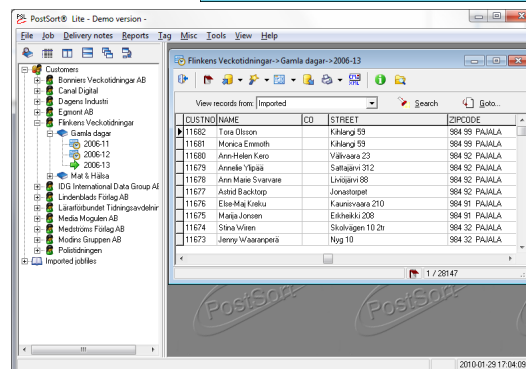 PostSort® Lite - Demo version -
File Job Delivery notes Reports Tag Misc Tools View Help
Customers
Bonniers Veckotidningar AB
Canal Digital
Dagens Industri
Egmont AB
Flinkens Veckotidningar
Gamla dagar
2006-11
2006-12
2006-13
Mat & Hälsa
IDG International Data Group AE
Lindenblads Förlag AB
Lärarförbundet Tidningsavdelnir
Media Mogulen AB
Medströms Förlag AB
Modins Gruppen AB
Polistidningen
Imported jobfiles
Flinkens Veckotidningar->Gamla dagar->2006-13
View records from: Imported Search Goto...
CUSTNO NAME CO STREET ZIPCODE
11682 Tora Olsson Kihlangi 59 984 99 PAJALA
11681 Monica Emmoth Kihlangi 59 984 99 PAJALA
11680 Ann-Helen Kero Välivaara 23 984 92 PAJALA
11679 Annelie Ylipää Sattajärvi 312 984 92 PAJALA
11678 Ann Marie Svarvare Liviöjärvi 88 984 92 PAJALA
11677 Astrid Backtorp Jonastorpet 984 92 PAJALA
11676 Else-Maj Kreku Kaunisvaara 210 984 91 PAJALA
11675 Marija Jonsen Erkheikki 208 984 91 PAJALA
11674 Stina Wiren Skolvägen 10 2tr 984 32 PAJALA
11673 Jenny Waaranperä Nyg 10 984 32 PAJALA
1 / 28147
PostSort PostSort
2010-01-29 17:04:09